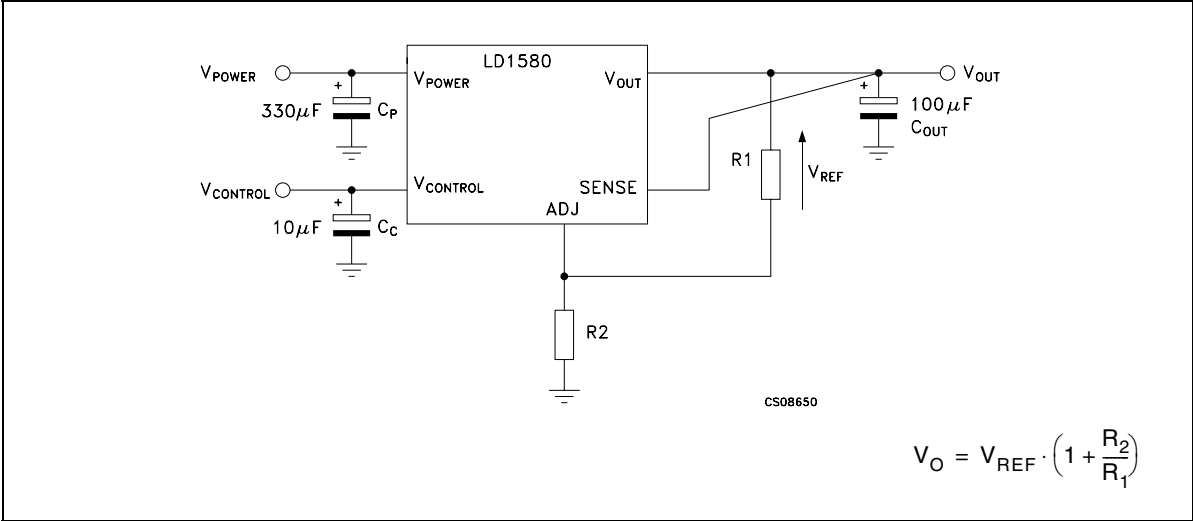 LD1580
V_POWER
V_POWER
V_OUT
V_OUT
+
330µF
C_P
+
100µF
C_OUT
R1
V_REF
V_CONTROL
V_CONTROL
SENSE
ADJ
+
10µF
C_C
R2
CS08650
V_O = V_REF · (1 + R_2/R_1)